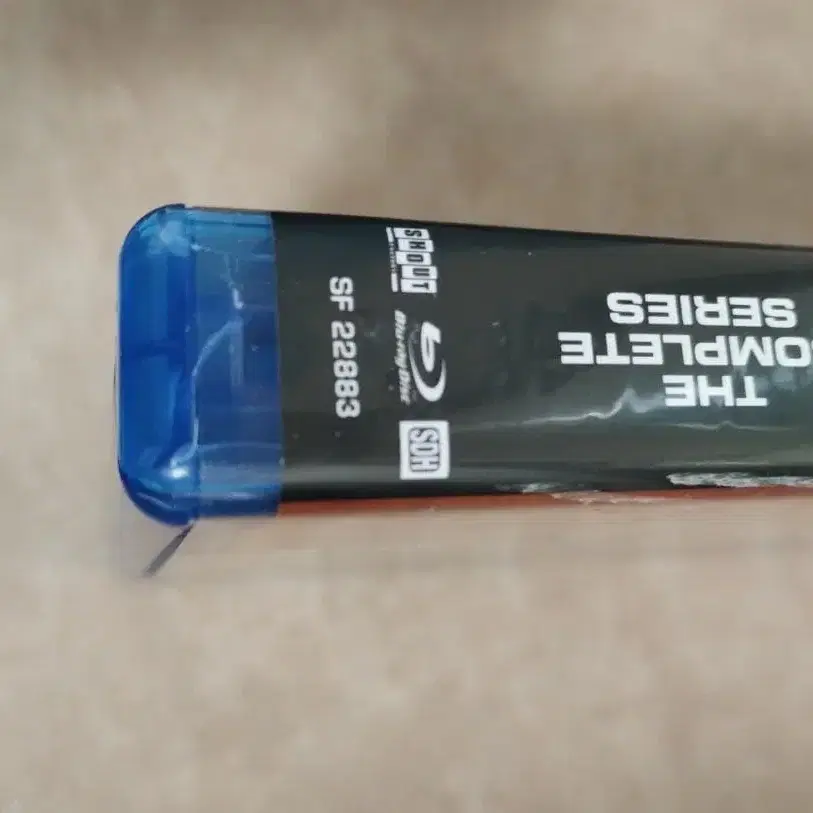 THE
COMPLETE
SERIES
SHOUT
Blu-ray Disc
SDH
SF 22883